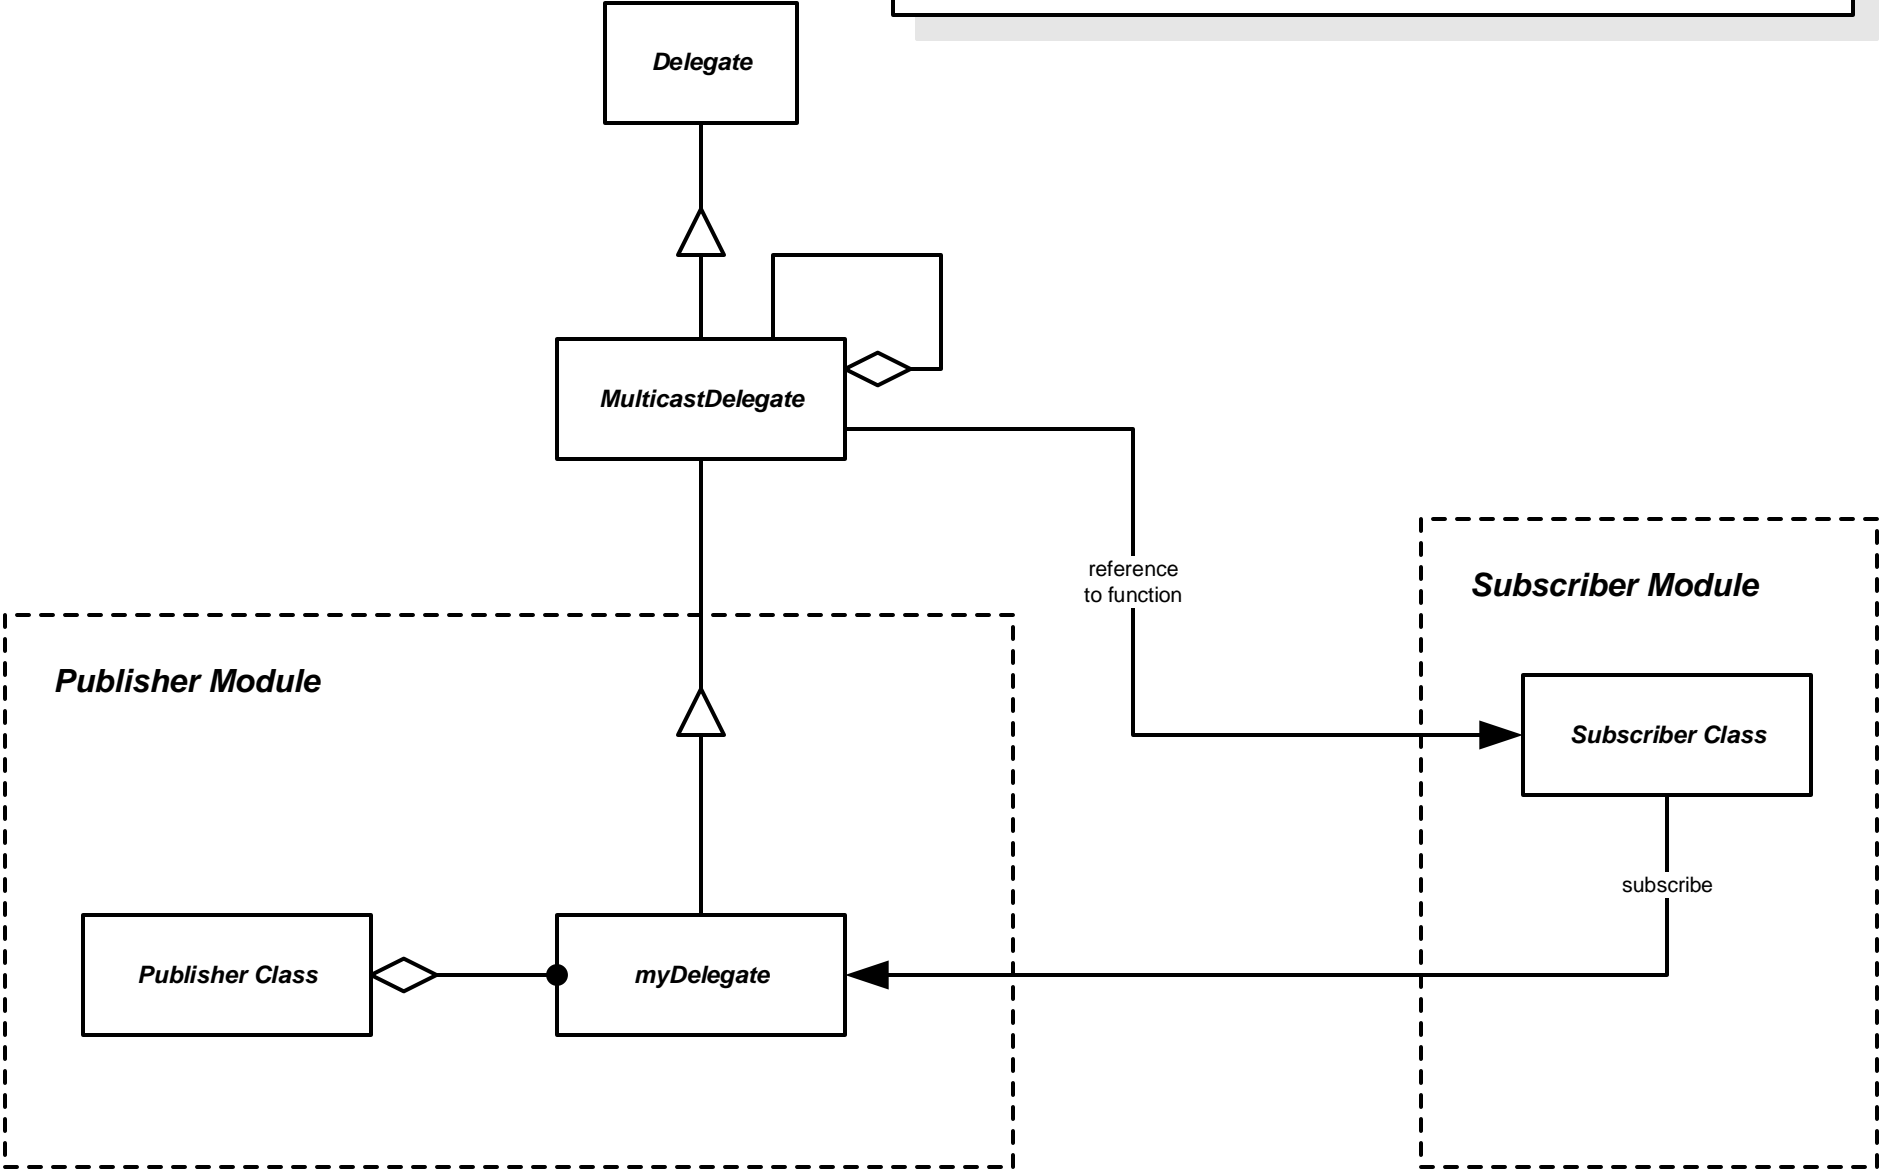 Delegate
MulticastDelegate
reference
to function
Subscriber Module
Publisher Module
Subscriber Class
subscribe
Publisher Class
myDelegate